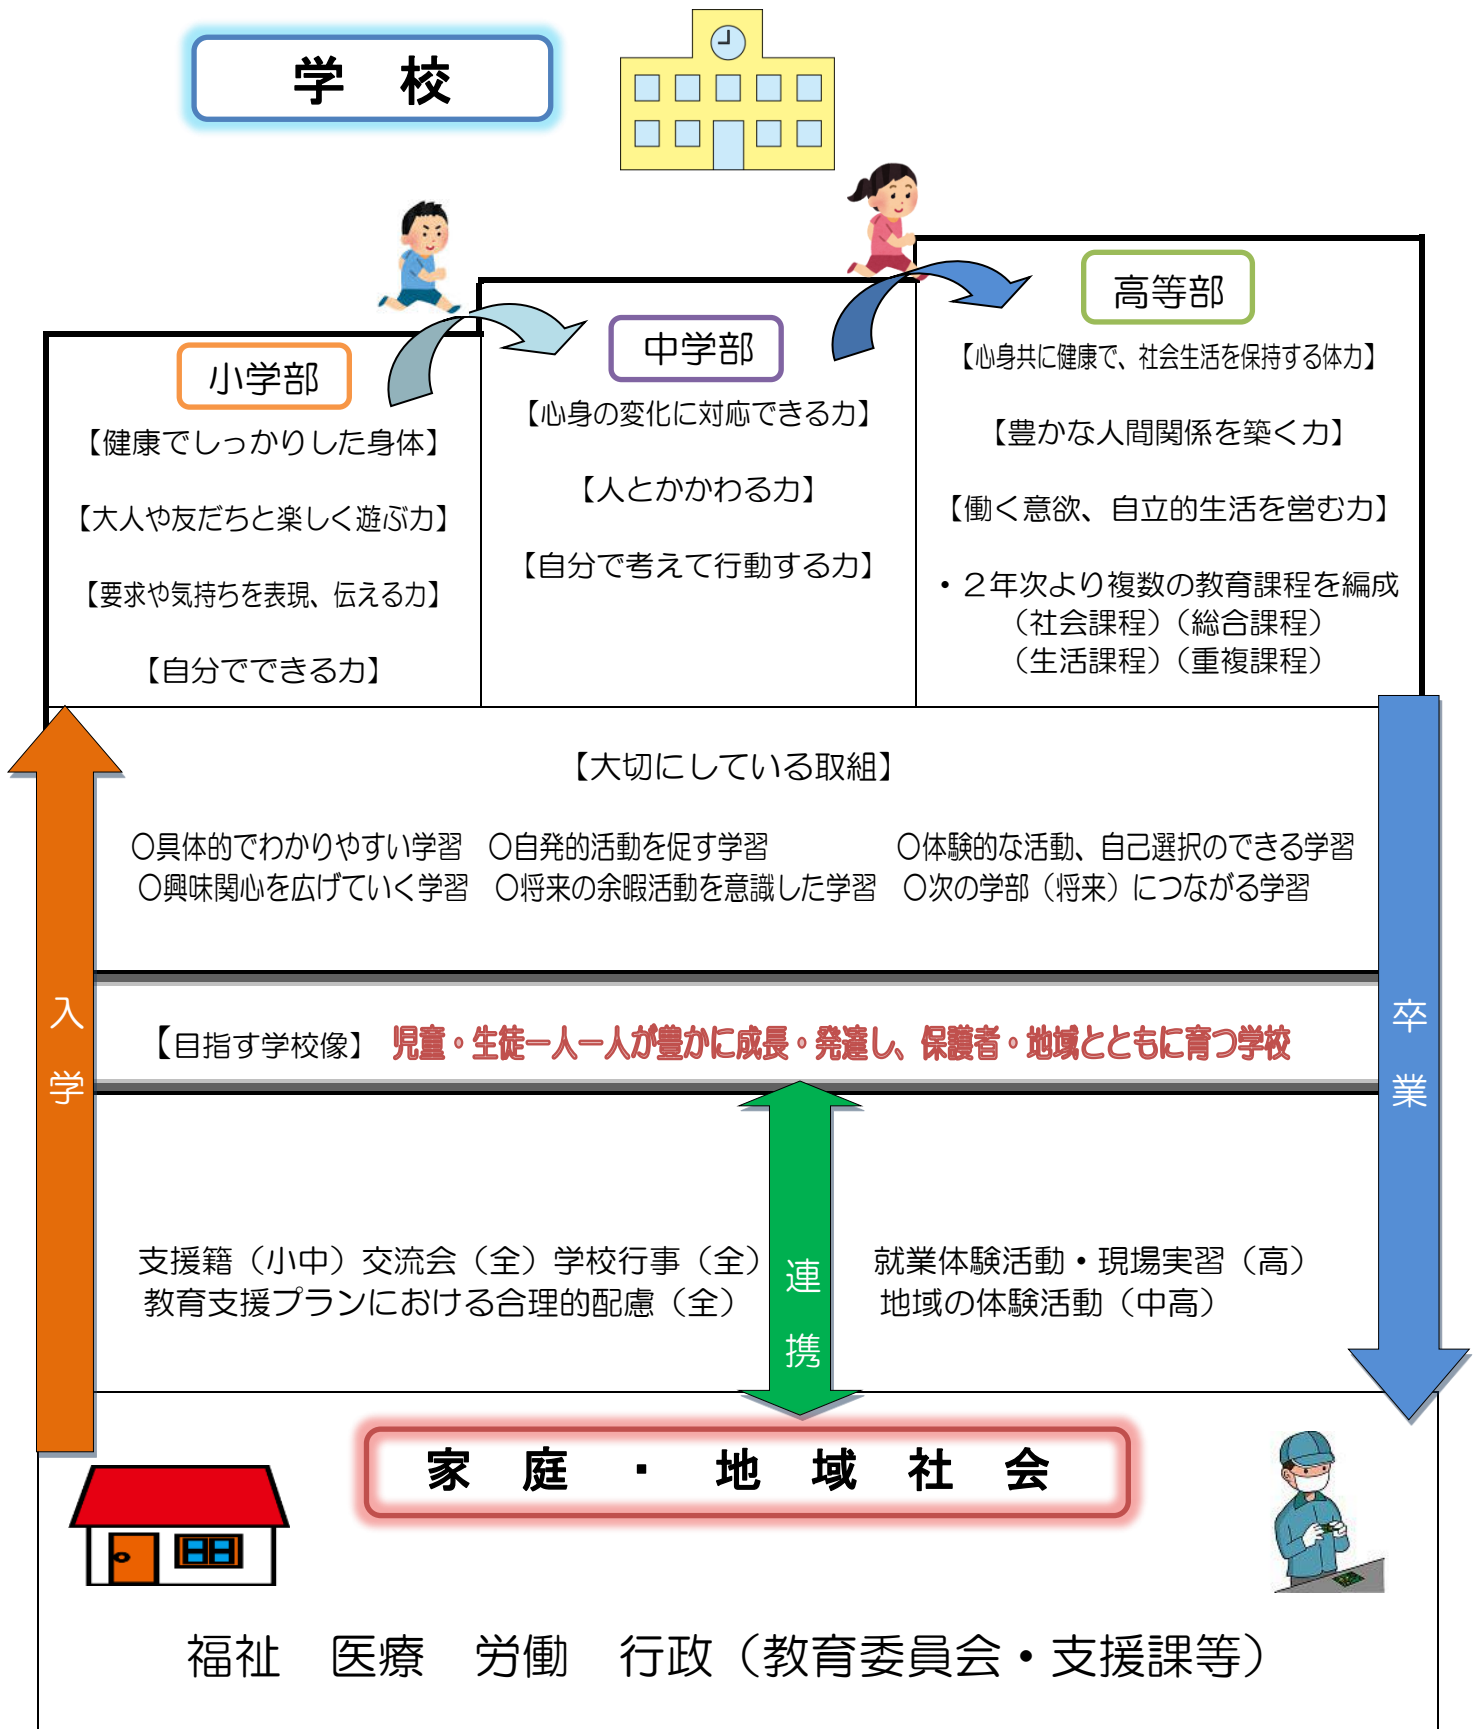 学　校
小学部
【健康でしっかりした身体】
【大人や友だちと楽しく遊ぶ力】
【要求や気持ちを表現、伝える力】
【自分でできる力】
中学部
【心身の変化に対応できる力】
【人とかかわる力】
【自分で考えて行動する力】
高等部
【心身共に健康で、社会生活を保持する体力】
【豊かな人間関係を築く力】
【働く意欲、自立的生活を営む力】
・２年次より複数の教育課程を編成
（社会課程）（総合課程）
（生活課程）（重複課程）
【大切にしている取組】
〇具体的でわかりやすい学習　〇自発的活動を促す学習　〇体験的な活動、自己選択のできる学習
〇興味関心を広げていく学習　〇将来の余暇活動を意識した学習　〇次の学部（将来）につながる学習
入学
卒業
【目指す学校像】　児童・生徒一人一人が豊かに成長・発達し、保護者・地域とともに育つ学校
支援籍（小中）交流会（全）学校行事（全）
教育支援プランにおける合理的配慮（全）
連携
就業体験活動・現場実習（高）
地域の体験活動（中高）
家　庭　・　地　域　社　会
福祉　医療　労働　行政（教育委員会・支援課等）